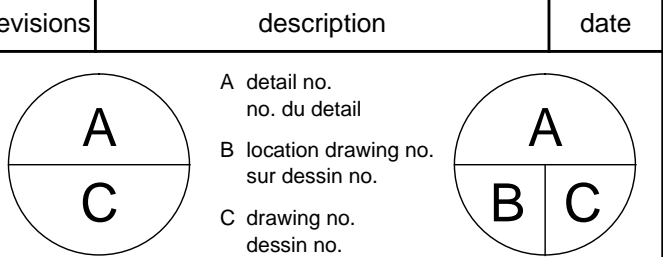 evisions description date
A
C
A detail no.
no. du detail
B location drawing no.
sur dessin no.
C drawing no.
dessin no.
A
B C